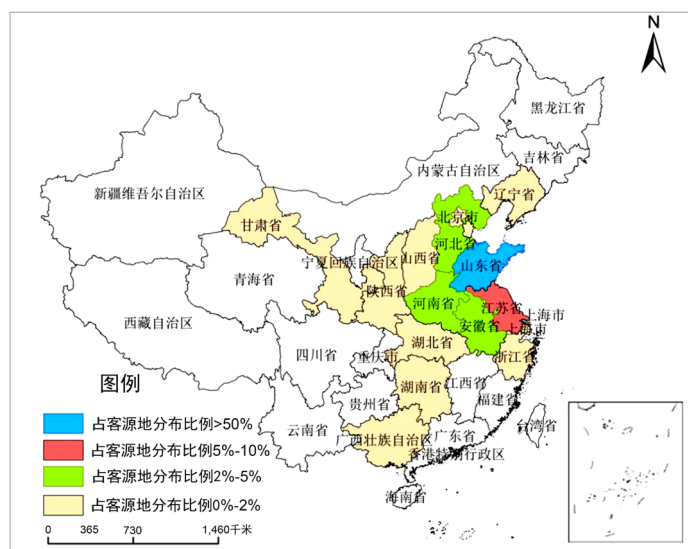 N
黑龙江省
吉林省
内蒙古自治区
辽宁省
新疆维吾尔自治区
北京市
甘肃省
河北省
宁夏回族自治区
山西省
山东省
青海省
陕西省
河南省
江苏省
上海市
上海市
安徽省
西藏自治区
湖北省
浙江省
四川省
重庆市
湖南省
江西省
图例
贵州省
福建省
云南省
广西壮族自治区
广东省
台湾省
香港特别行政区
海南省
占客源地分布比例>50%
占客源地分布比例5%-10%
占客源地分布比例2%-5%
占客源地分布比例0%-2%
0 365 730 1,460千米